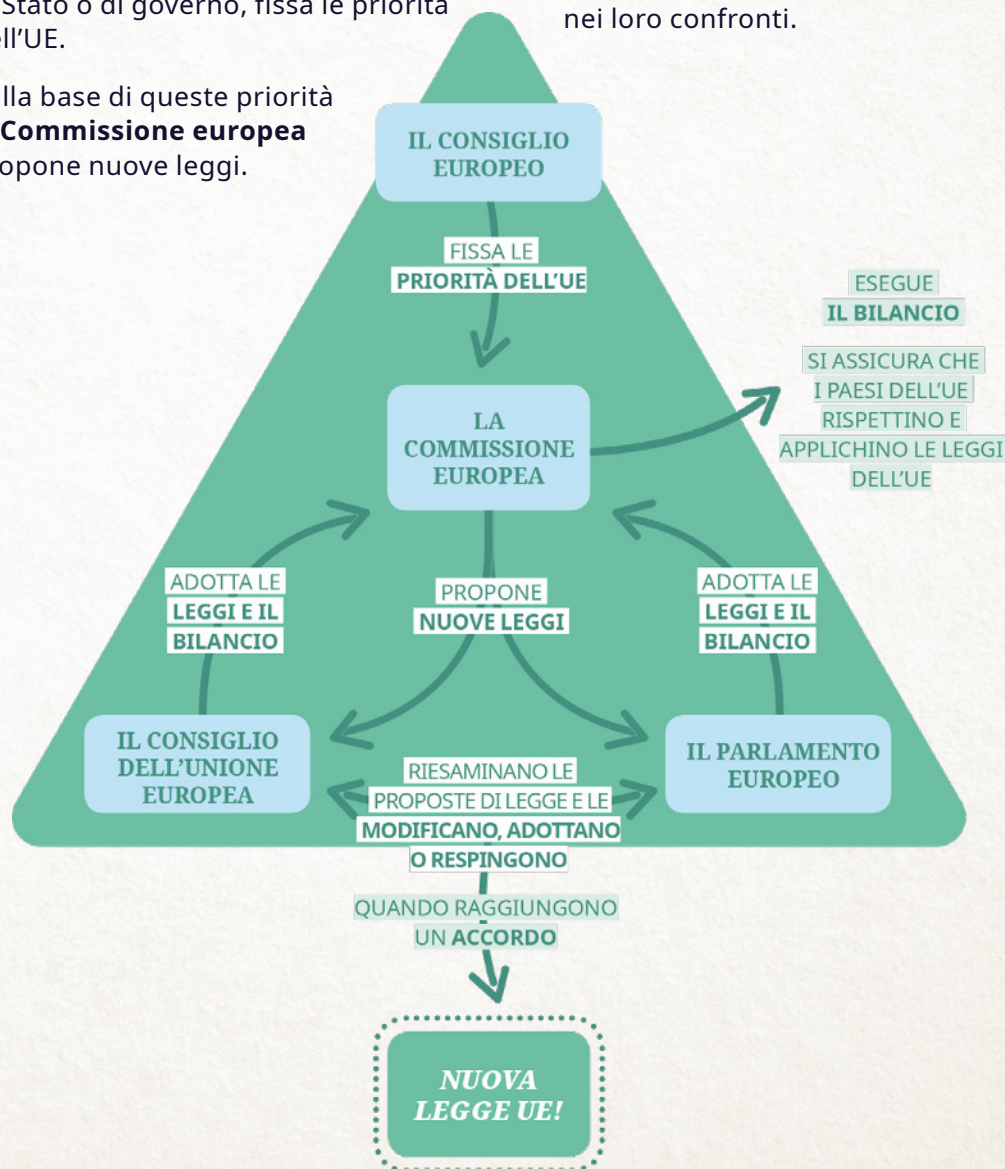 Stato o di governo, fissa le priorità
ell'UE.
lla base di queste priorità
Commissione europea
opone nuove leggi.
nei loro confronti.
IL CONSIGLIO
EUROPEO
FISSA LE
PRIORITÀ DELL'UE
ESEGUE
IL BILANCIO
SI ASSICURA CHE
I PAESI DELL'UE
RISPETTINO E
APPLICHINO LE LEGGI
DELL'UE
LA
COMMISSIONE
EUROPEA
ADOTTA LE
LEGGI E IL
BILANCIO
PROPONE
NUOVE LEGGI
ADOTTA LE
LEGGI E IL
BILANCIO
IL CONSIGLIO
DELL'UNIONE
EUROPEA
IL PARLAMENTO
EUROPEO
RIESAMINANO LE
PROPOSTE DI LEGGE E LE
MODIFICANO, ADOTTANO
O RESPINGONO
QUANDO RAGGIUNGONO
UN ACCORDO
NUOVA
LEGGE UE!